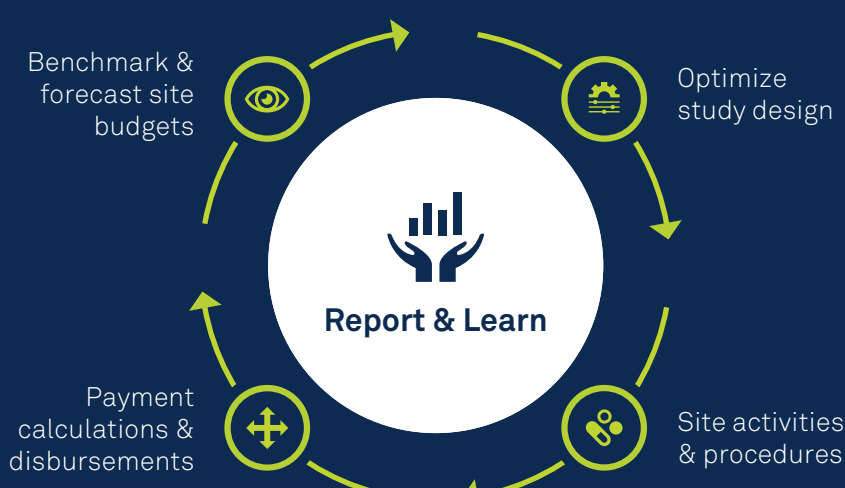 Benchmark &
forecast site
budgets
Optimize
study design
Report & Learn
Payment
calculations &
disbursements
Site activities
& procedures